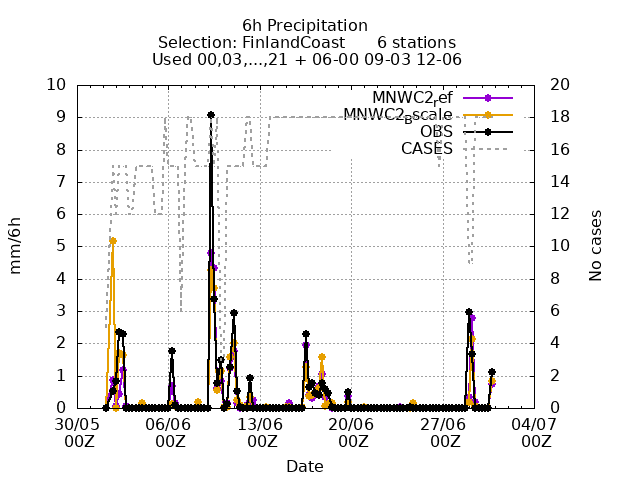 6h Precipitation
Selection: FinlandCoast 6 stations
Used 00,03,...,21 + 06-00 09-03 12-06
10 20
9 18
8 16
7 14
6 12
5 10
4 8
3 6
2 4
1 2
0 0
MNWC2ref
MNWC2Bscale
OBS
CASES
mm/6h
No cases
30/05 06/06 13/06 20/06 27/06 04/07
00Z 00Z 00Z 00Z 00Z 00Z
Date